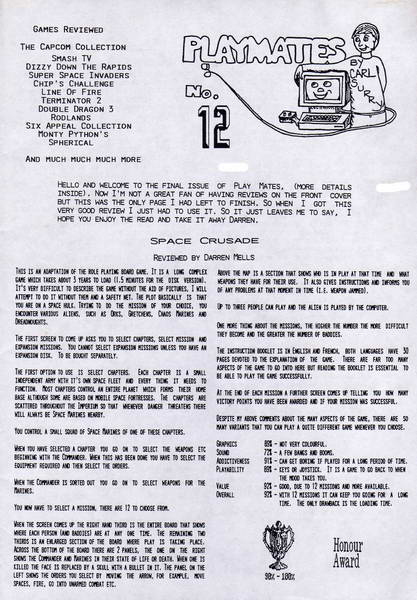 Games Reviewed
The Capcom Collection
Smash TV
Dizzy Down The Rapids
Super Space Invaders
Chip's Challenge
Line Of Fire
Terminator 2
Double Dragon 3
Rodlands
Six Appeal Collection
Monty Python's
Spherical
And much much much more
PLAYMATES
BY CARL SURRY
No.
12
Hello and welcome to the final issue of Play Mates, (more details
inside). Now I'm not a great fan of having reviews on the front cover
but this was the only page I had left to finish. So when I got this
very good review I just had to use it. So it just leaves me to say, I
hope you enjoy the read and take it away Darren.
Space Crusade
Reviewed by Darren Mells
This is an adaptation of the role playing board game. It is a long complex
game which takes about 3 years to load (1.5 minutes for the disk version).
It's very difficult to describe the game without the aid of pictures, I will
attempt to do it without them and a safety net. The plot basically is that
you are on a space hulk. Trying to do the mission of your choice, you
encounter various aliens, such as Orks, Gretchens, Chaos Marines and
Dreadnoughts.
The first screen to come up asks you to select chapters, select mission and
expansion missions. You cannot select expansion missions unless you have an
expansion disk. To be bought separately.
The first option to use is select chapters. Each chapter is a small
independent army with it's own space fleet and every thing it needs to
function. Most chapters control an entire planet which forms their home
base although some are based on mobile space fortresses. The chapters are
scattered throughout the Imperium so that whenever danger threatens there
will always be Space Marines nearby.
You control a small squad of Space Marines of one of these chapters.
When you have selected a chapter you go on to select the weapons etc
beginning with the Commander. When this has been done you have to select the
equipment required and then select the orders.
When the Commander is sorted out you go on to select weapons for the
Marines.
You now have to select a mission, there are 12 to choose from.
When the screen comes up the right hand third is the entire board that shows
where each person (and baddies) are at any one time. The remaining two
thirds is an enlarged section of the board where play is taking place.
Across the bottom of the board there are 2 panels, the one on the right
shows the Commander and Marines in their state of life or death. When one is
killed the face is replaced by a skull with a bullet in it. The panel on the
left shows the orders you select by moving the arrow, for example, move
spaces, fire, go into unarmed combat etc.
Above the map is a section that shows who is in play at that time and what
weapons they have for their use. It also gives instructions and informs you
of any problems at that moment in time (i.e. weapon jammed).
Up to three people can play and the alien is played by the computer.
One more thing about the missions, the higher the number the more difficult
they become and the greater the number of baddies.
The instruction booklet is in English and French, both languages have 30
pages devoted to the explanation of the game. There are far too many
aspects of the game to go into here but reading the booklet is essential to
be able to play the game successfully.
At the end of each mission a further screen comes up telling you how many
victory points you have been awarded and if your mission was successful.
Despite my above comments about the many aspects of the game, there are so
many variants that you can play a quite different game whenever you choose.
Graphics 80% - Not very colourful.
Sound 72% - A few bangs and booms.
Addictiveness 91% - Can get boring if played for a long period of time.
Playability 88% - Keys or joystick. It is a game to go back to when
the mood takes you.
Value 92% - Good, due to 12 missions and more available.
Overall 92% - With 12 missions it can keep you going for a long
time. The only drawback is the loading time.
90% - 100%
Honour
Award